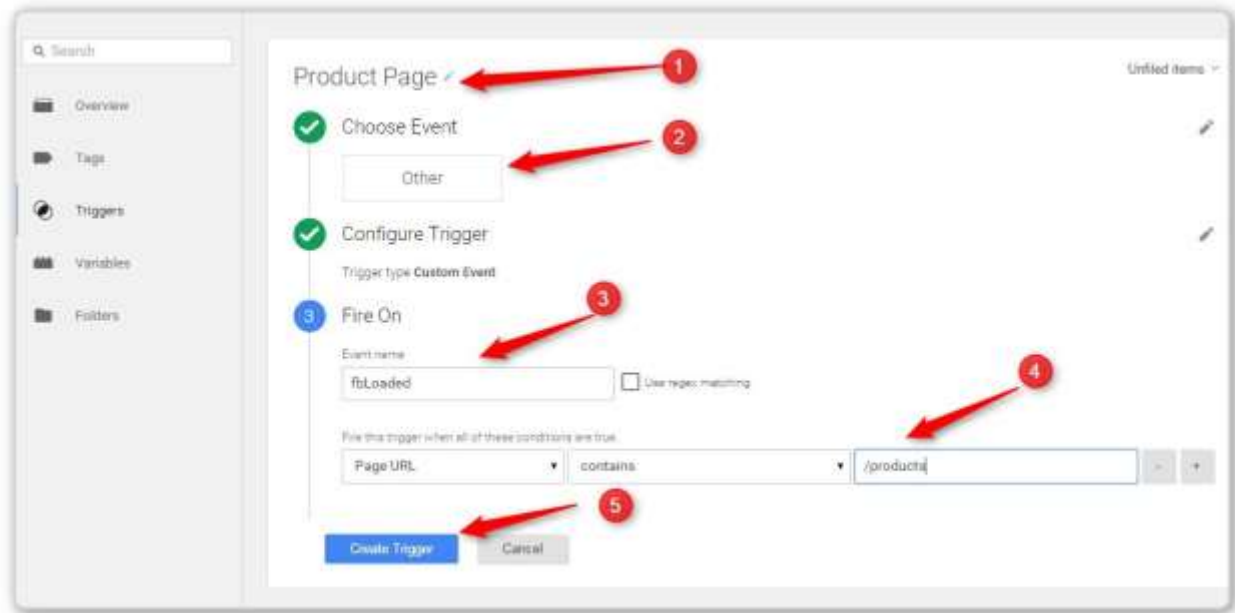 Search
Overview
Tags
Triggers
Variables
Folders
Product Page
1
Unfiled items
Choose Event
2
Other
Configure Trigger
Trigger type Custom Event
3
3 Fire On
Event name
fbLoaded
Use regex matching
4
Fire this trigger when all of these conditions are true.
Page URL contains /products - +
5
Create Trigger Cancel